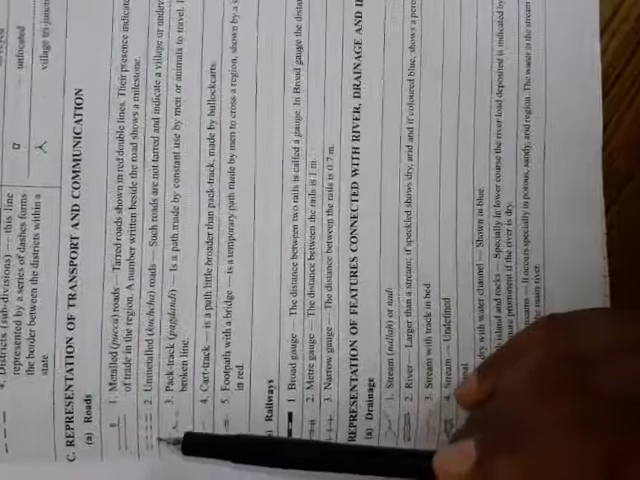 4. Districts (sub-divisions) — this line
represented by a series of dashes forms
the border between the districts within a
state.
unlocated
village tri-juncti
C. REPRESENTATION OF TRANSPORT AND COMMUNICATION
(a) Roads
1. Metalled (pucca) roads — Tarred roads shown in red double lines. Their presence indicate
of trade in the region. A number written beside the road shows a milestone.
2. Unmetalled (kuchcha) roads — Such roads are not tarred and indicate a village or undev
3. Pack-track (pagdandi) — Is a path made by constant use by men or animals to travel.
broken line.
4. Cart-track — is a path little broader than pack-track, made by bullockcarts.
5. Footpath with a bridge — is a temporary path made by men to cross a region, shown by a
in red.
Railways
1 Broad gauge — The distance between two rails is called a gauge. In Broad gauge the distan
2. Metre gauge — The distance between the rails is 1 m.
3. Narrow gauge — The distance between the rails is 0.7 m.
REPRESENTATION OF FEATURES CONNECTED WITH RIVER, DRAINAGE AND
(a) Drainage
1. Stream (nullah) or nadi
2. River — Larger than a stream; if speckled shows dry, arid and if coloured blue, shows a pere
3. Stream with track in bed
4. Stream — Undefined
dry with water channel — Shown in blue.
island and rocks — Specially in lower course the river load deposited is indicated by
more prominent if the river is dry.
It occurs specially in porous, sandy, arid region. The water in the stream
the main river.